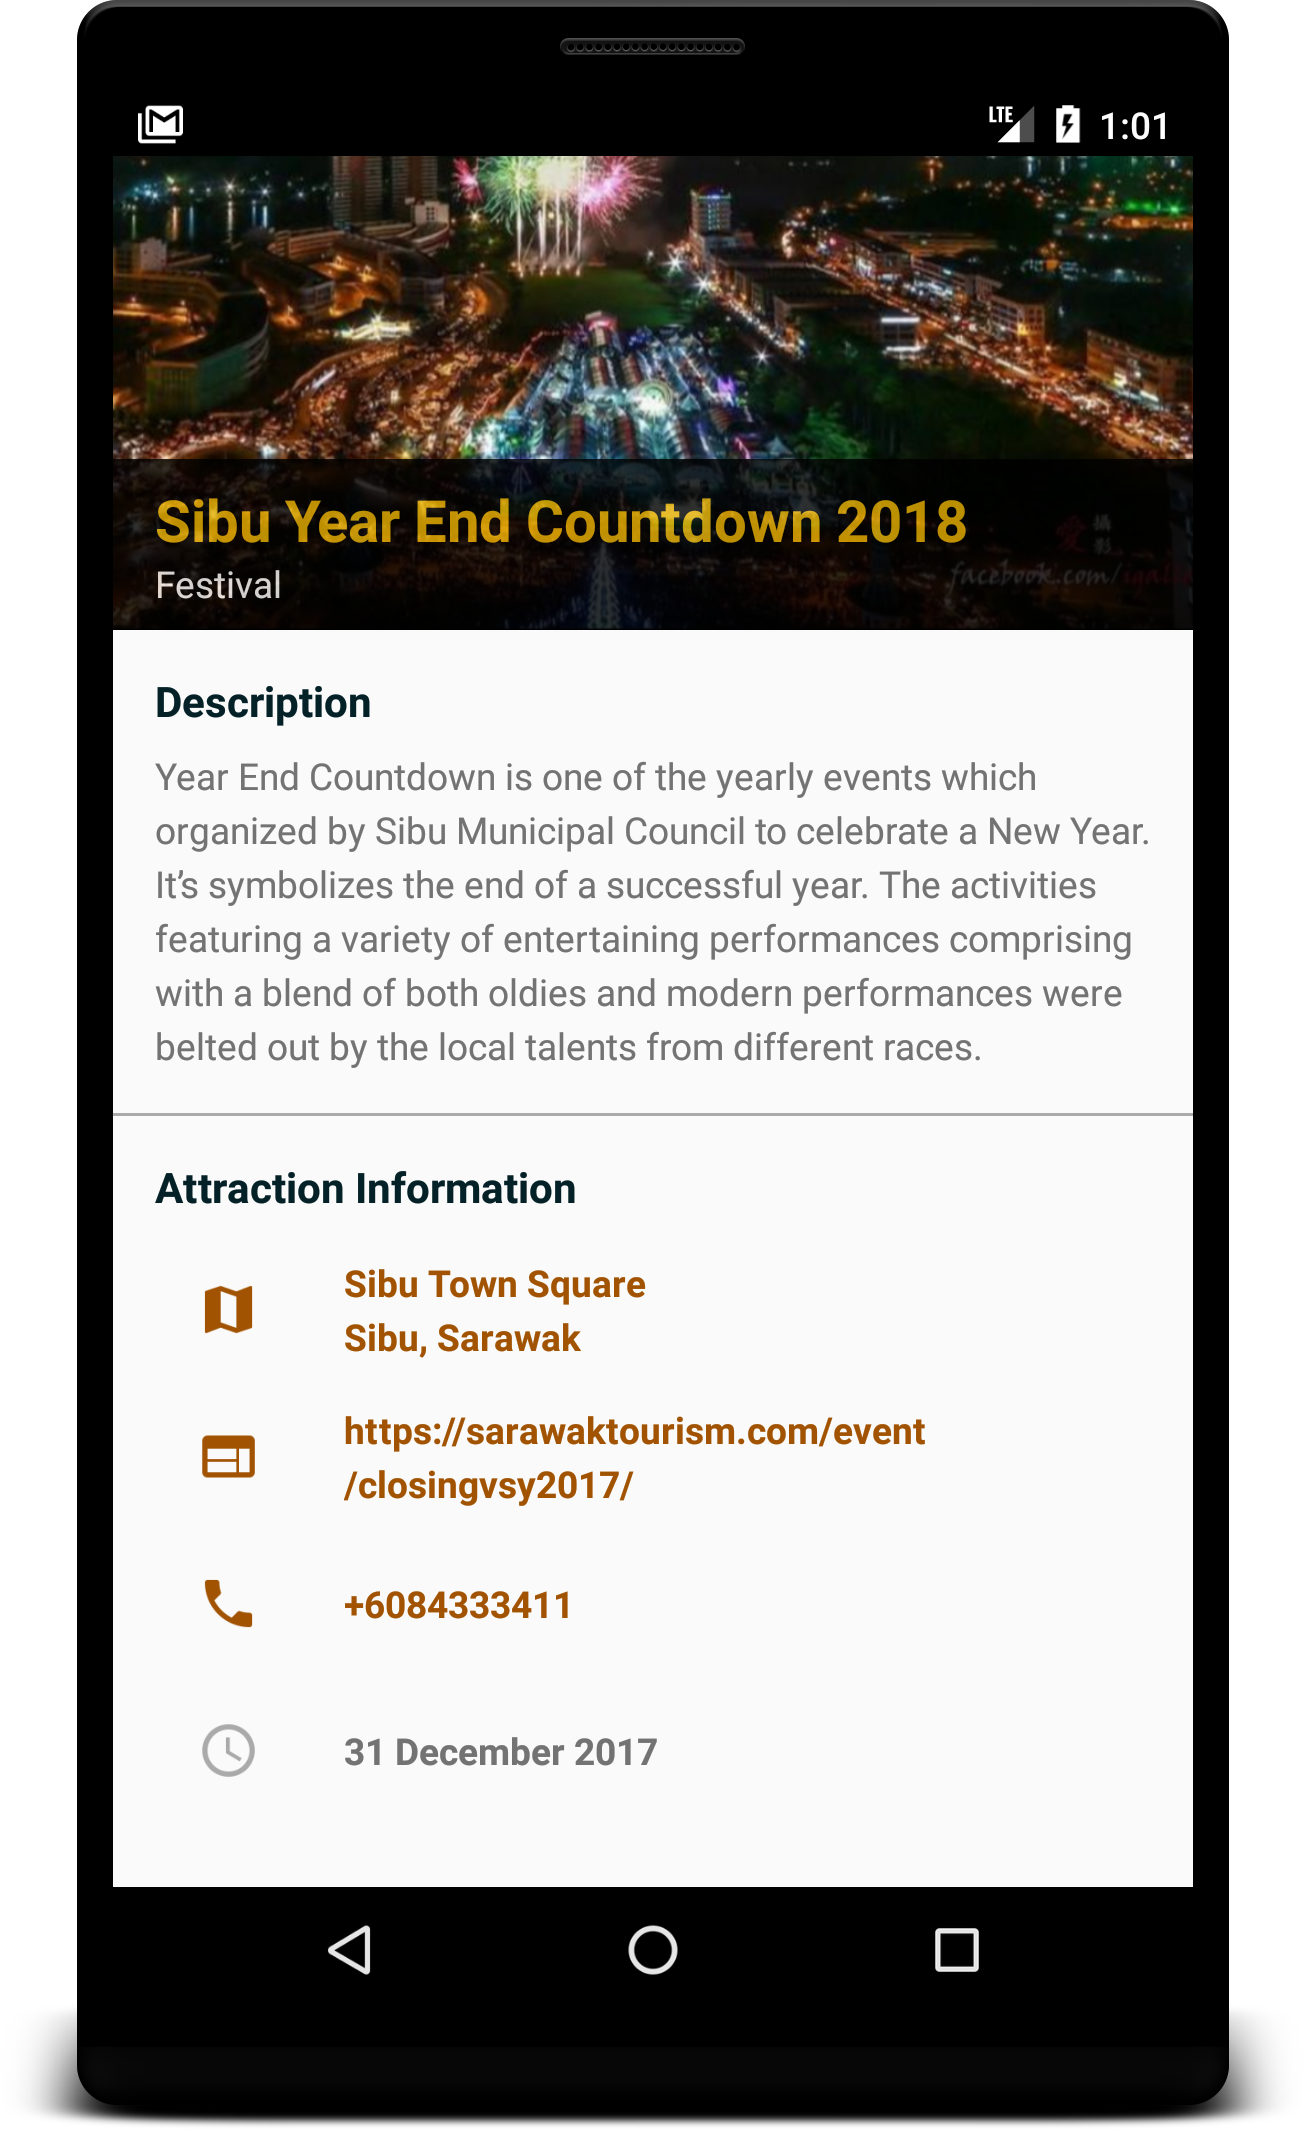 LTE 1:01
Sibu Year End Countdown 2018
Festival
facebook.com/
Description
Year End Countdown is one of the yearly events which
organized by Sibu Municipal Council to celebrate a New Year.
It’s symbolizes the end of a successful year. The activities
featuring a variety of entertaining performances comprising
with a blend of both oldies and modern performances were
belted out by the local talents from different races.
Attraction Information
Sibu Town Square
Sibu, Sarawak
https://sarawaktourism.com/event
/closingvsy2017/
+6084333411
31 December 2017